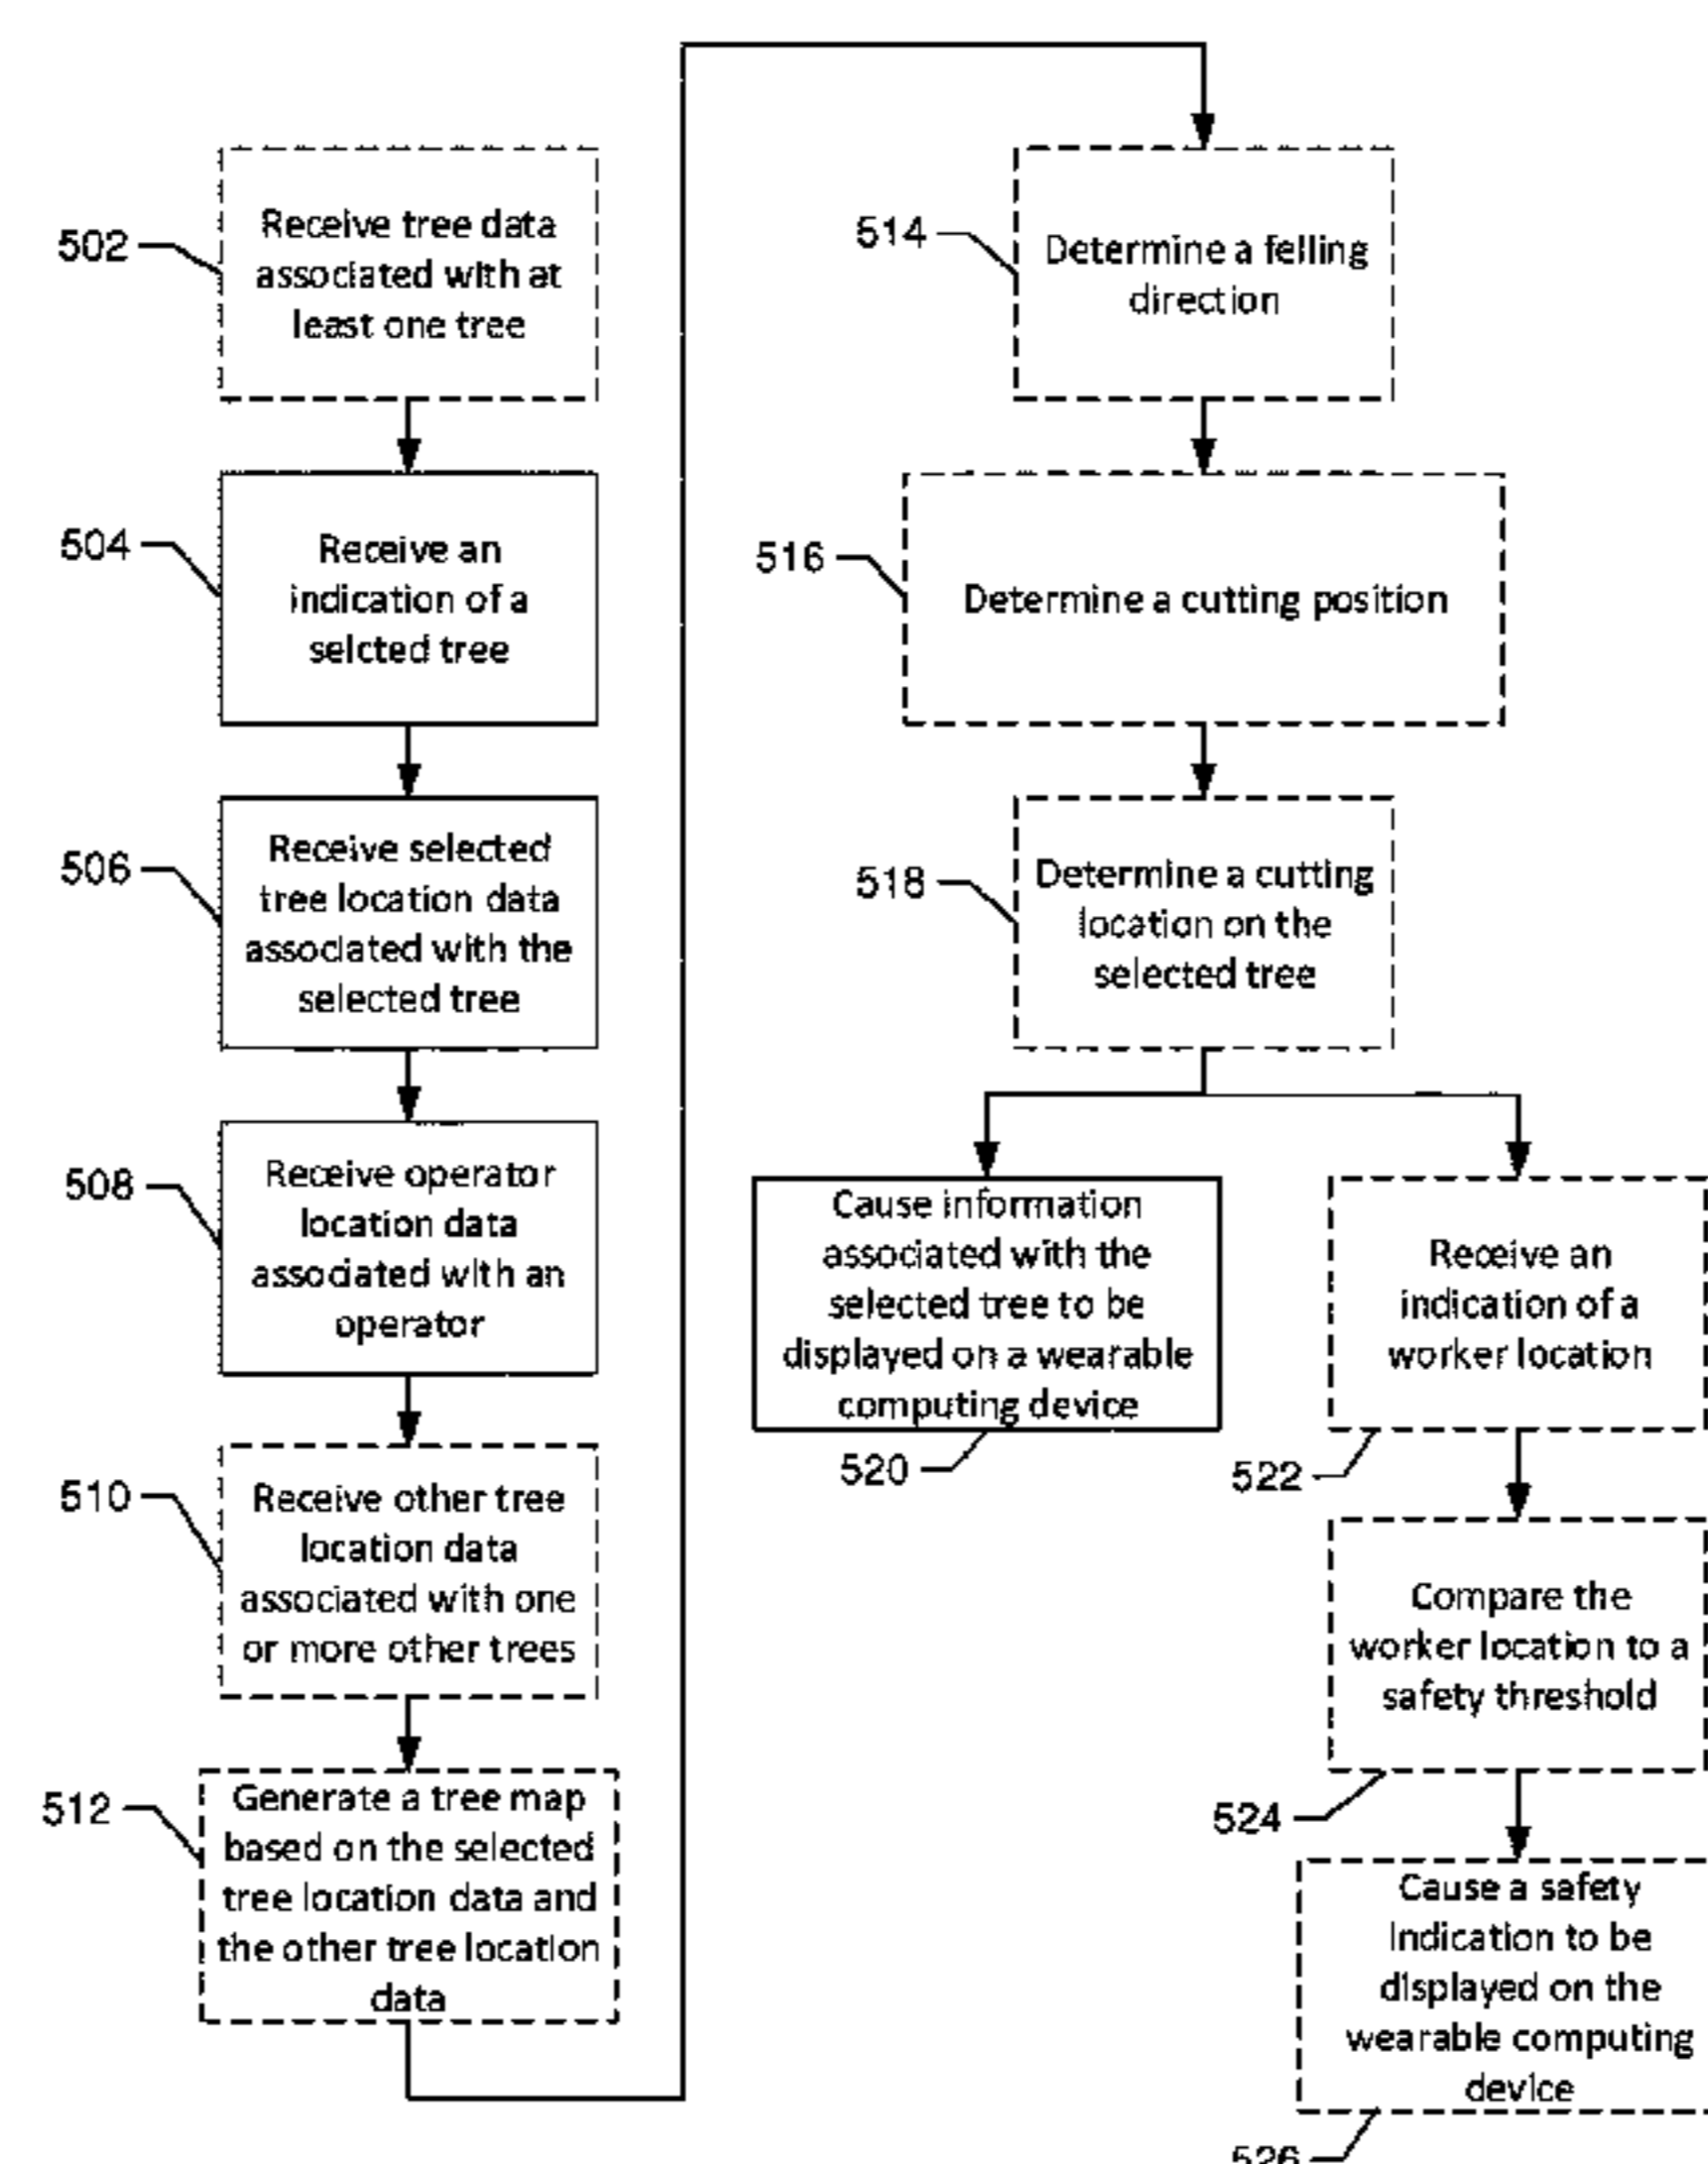 502
Receive tree data
associated with at
least one tree
504
Receive an
indication of a
selcted tree
506
Receive selected
tree location data
associated with the
selected tree
508
Receive operator
location data
associated with an
operator
510
Receive other tree
location data
associated with one
or more other trees
512
Generate a tree map
based on the selected
tree location data and
the other tree location
data
514
Determine a felling
direction
516
Determine a cutting position
518
Determine a cutting
location on the
selected tree
Cause information
associated with the
selected tree to be
displayed on a wearable
computing device
520
Receive an
indication of a
worker location
522
Compare the
worker location to a
safety threshold
524
Cause a safety
indication to be
displayed on the
wearable computing
device
526